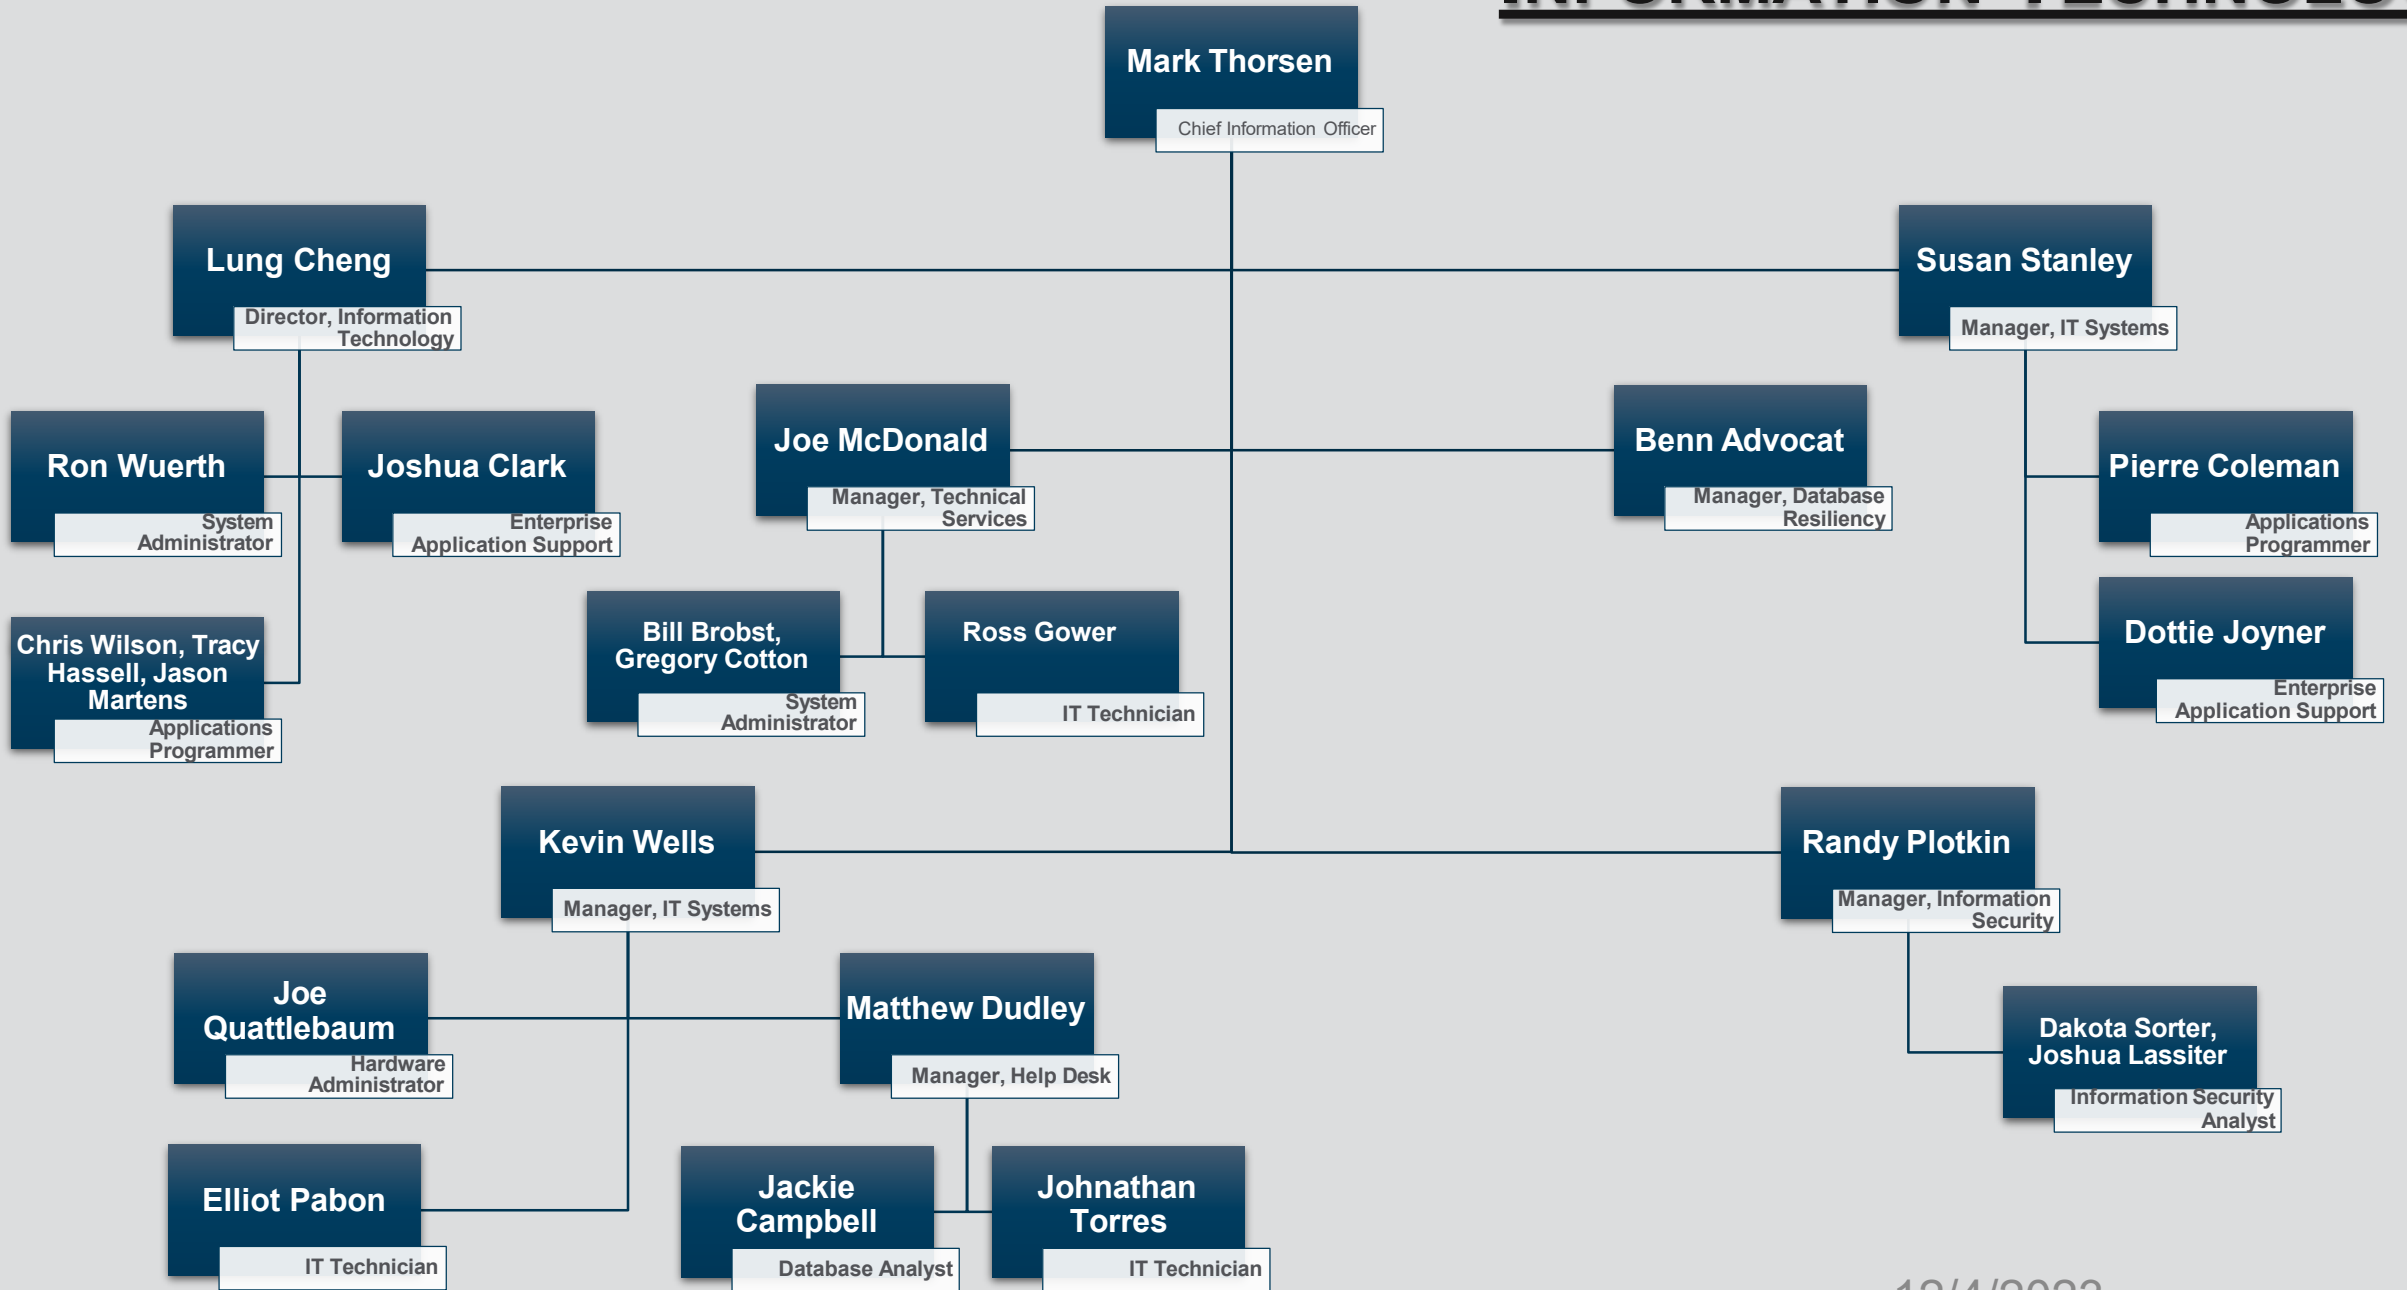 INFORMATION TECHNOLO
Mark Thorsen
Chief Information Officer
Lung Cheng
Director, Information
Technology
Susan Stanley
Manager, IT Systems
Ron Wuerth
System
Administrator
Joshua Clark
Enterprise
Application Support
Joe McDonald
Manager, Technical
Services
Benn Advocat
Manager, Database
Resiliency
Pierre Coleman
Applications
Programmer
Chris Wilson, Tracy
Hassell, Jason
Martens
Applications
Programmer
Bill Brobst,
Gregory Cotton
System
Administrator
Ross Gower
IT Technician
Dottie Joyner
Enterprise
Application Support
Kevin Wells
Manager, IT Systems
Randy Plotkin
Manager, Information
Security
Joe
Quattlebaum
Hardware
Administrator
Matthew Dudley
Manager, Help Desk
Dakota Sorter,
Joshua Lassiter
Information Security
Analyst
Elliot Pabon
IT Technician
Jackie
Campbell
Database Analyst
Johnathan
Torres
IT Technician
12/4/2023